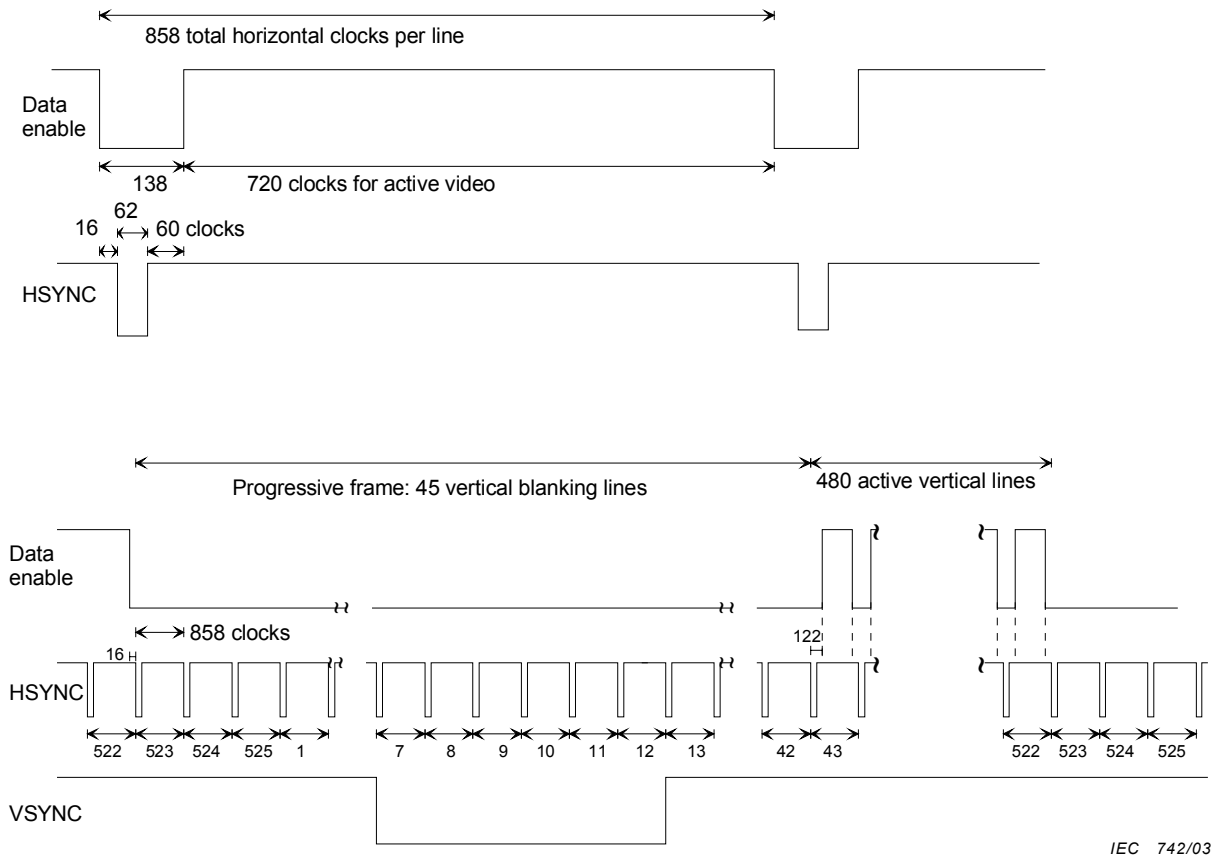 858 total horizontal clocks per line
Data
enable
138
720 clocks for active video
62
16
60 clocks
HSYNC
Progressive frame: 45 vertical blanking lines
480 active vertical lines
Data
enable
858 clocks
122
16
HSYNC
522 523 524 525 1 7 8 9 10 11 12 13 42 43 522 523 524 525
VSYNC
IEC 742/03